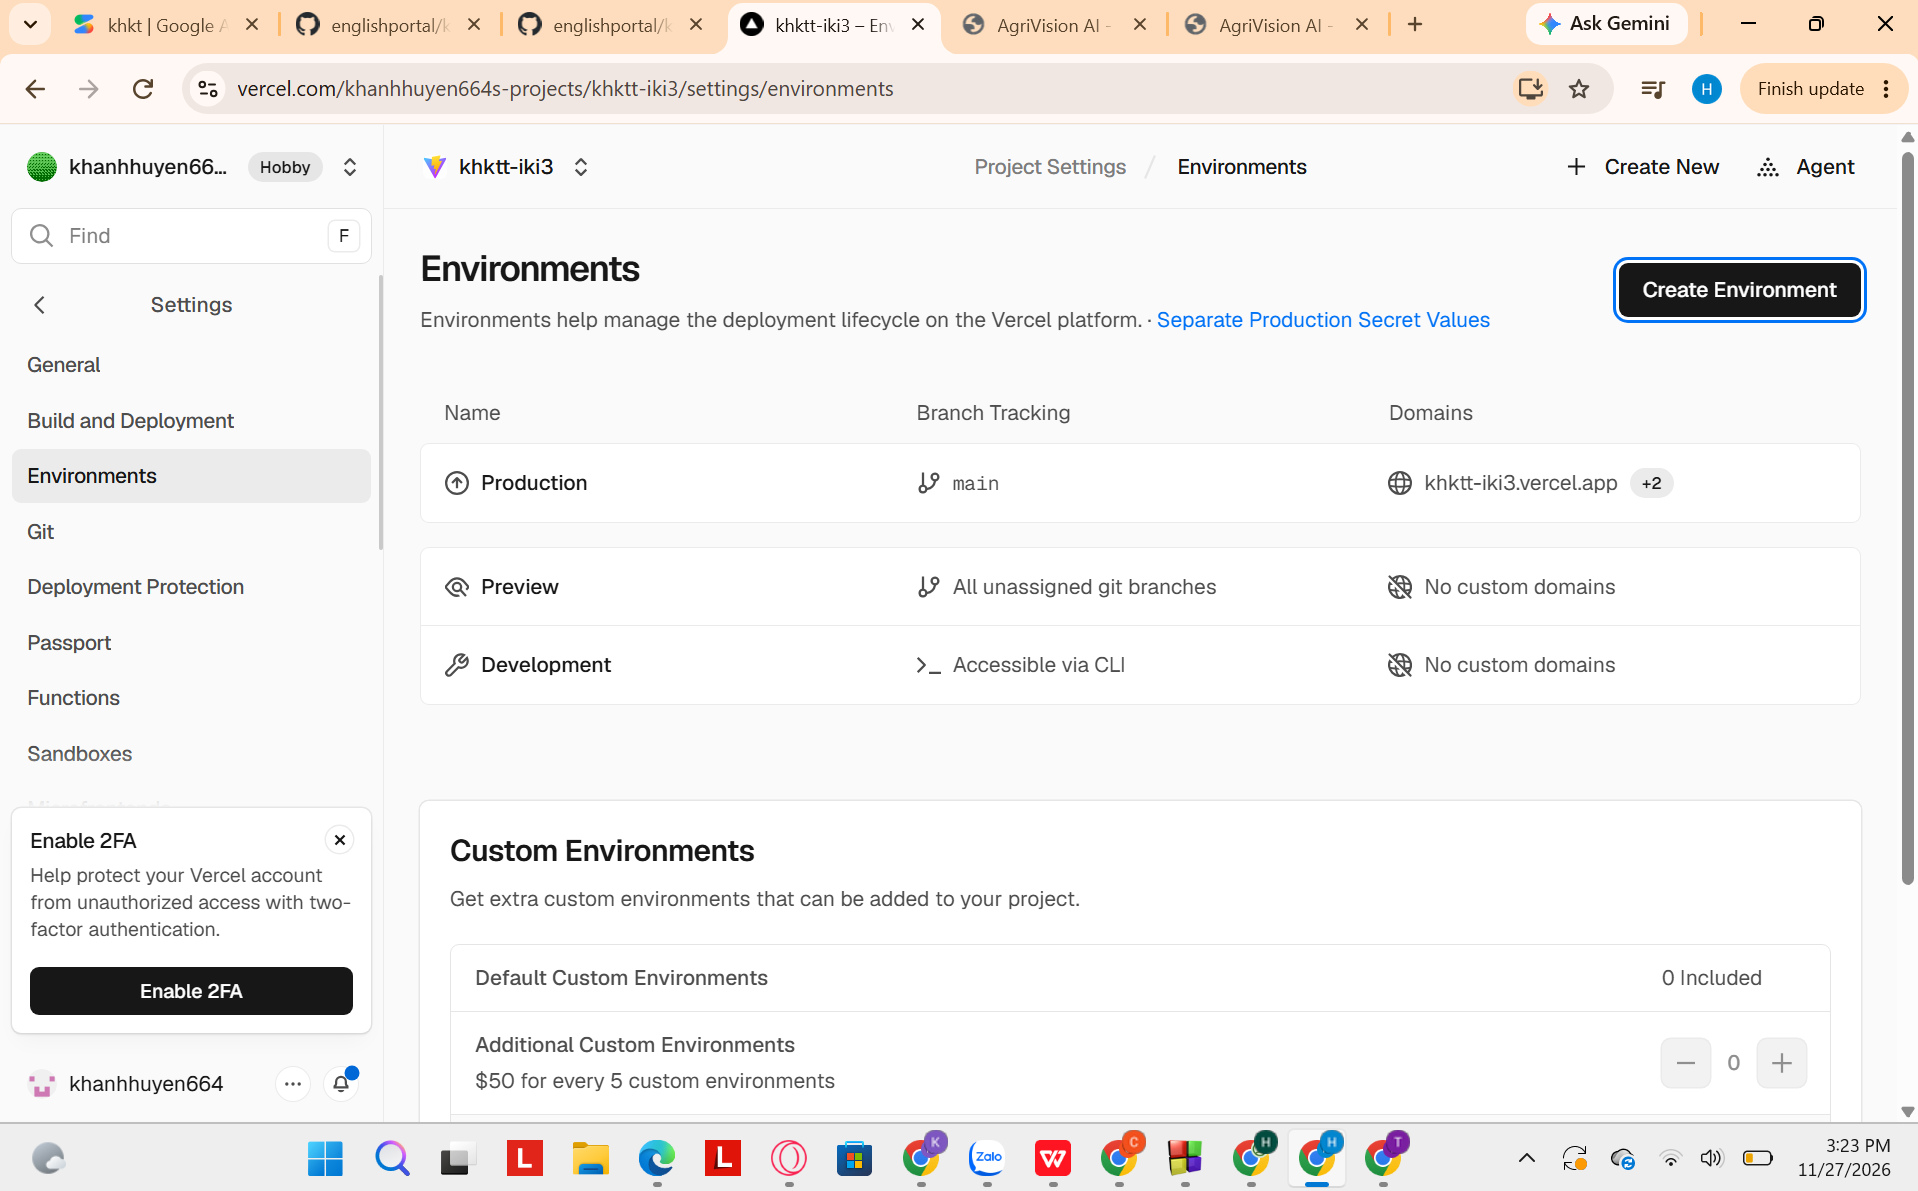 khkt | Google A
englishportal/k
englishportal/k
khktt-iki3 – Env
AgriVision AI -
AgriVision AI -
Ask Gemini
vercel.com/khanhhuyen664s-projects/khktt-iki3/settings/environments
H
Finish update
khanhhuyen66...
Hobby
khktt-iki3
Project Settings / Environments
+ Create New
Agent
Find
F
Settings
General
Build and Deployment
Environments
Git
Deployment Protection
Passport
Functions
Sandboxes
Enable 2FA
Help protect your Vercel account
from unauthorized access with two-
factor authentication.
Enable 2FA
khanhhuyen664
Environments
Environments help manage the deployment lifecycle on the Vercel platform. · Separate Production Secret Values
Create Environment
Name
Branch Tracking
Domains
Production
main
khktt-iki3.vercel.app
+2
Preview
All unassigned git branches
No custom domains
Development
Accessible via CLI
No custom domains
Custom Environments
Get extra custom environments that can be added to your project.
Default Custom Environments
0 Included
Additional Custom Environments
$50 for every 5 custom environments
0
L
L
K
Zalo
W
C
H
H
T
3:23 PM
11/27/2026